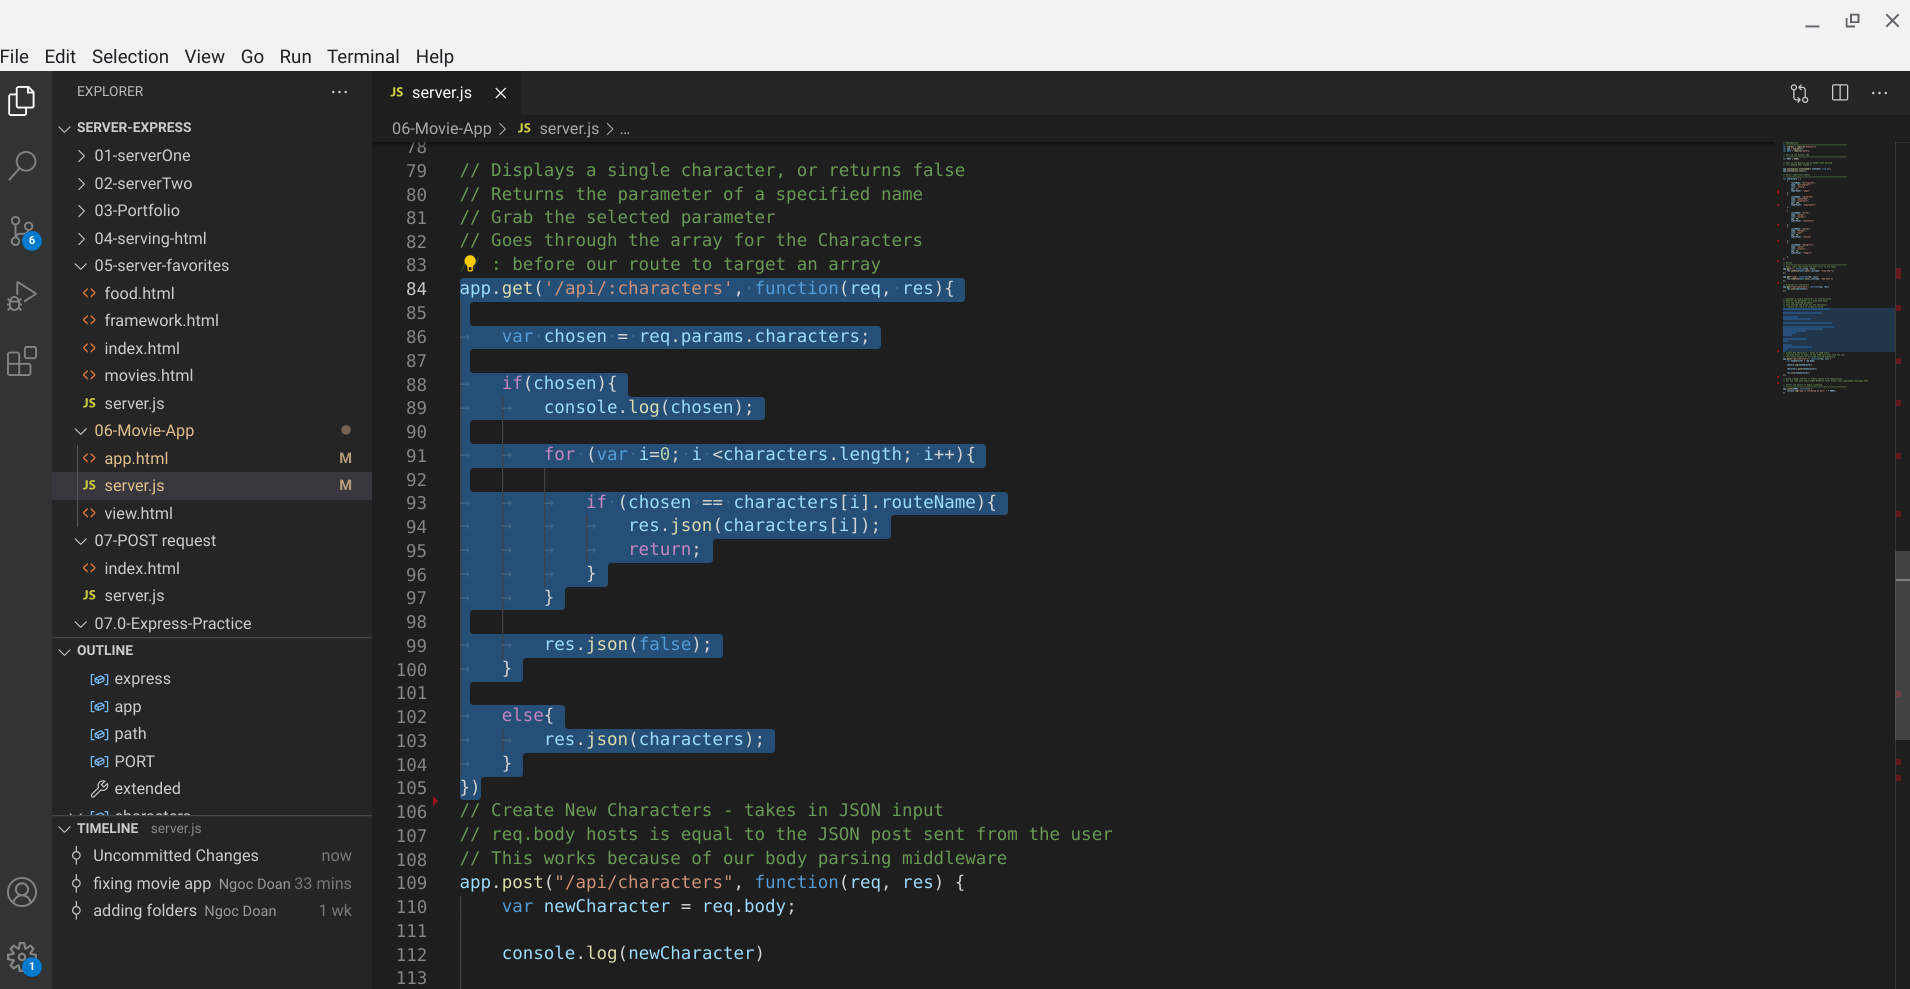 File Edit Selection View Go Run Terminal Help
EXPLORER
SERVER-EXPRESS
01-serverOne
02-serverTwo
03-Portfolio
04-serving-html
05-server-favorites
food.html
framework.html
index.html
movies.html
JS server.js
06-Movie-App
app.html M
JS server.js M
view.html
07-POST request
index.html
JS server.js
07.0-Express-Practice
OUTLINE
express
app
path
PORT
extended
characters
TIMELINE server.js
Uncommitted Changes now
fixing movie app Ngoc Doan 33 mins
adding folders Ngoc Doan 1 wk
6
1
JS server.js
06-Movie-App > JS server.js > ...
78
79 // Displays a single character, or returns false
80 // Returns the parameter of a specified name
81 // Grab the selected parameter
82 // Goes through the array for the Characters
83 : before our route to target an array
84 app.get('/api/:characters', function(req, res){
85
86 var chosen = req.params.characters;
87
88 if(chosen){
89 console.log(chosen);
90
91 for (var i=0; i <characters.length; i++){
92
93 if (chosen == characters[i].routeName){
94 res.json(characters[i]);
95 return;
96 }
97 }
98
99 res.json(false);
100 }
101
102 else{
103 res.json(characters);
104 }
105 })
106 // Create New Characters - takes in JSON input
107 // req.body hosts is equal to the JSON post sent from the user
108 // This works because of our body parsing middleware
109 app.post("/api/characters", function(req, res) {
110 var newCharacter = req.body;
111
112 console.log(newCharacter)
113